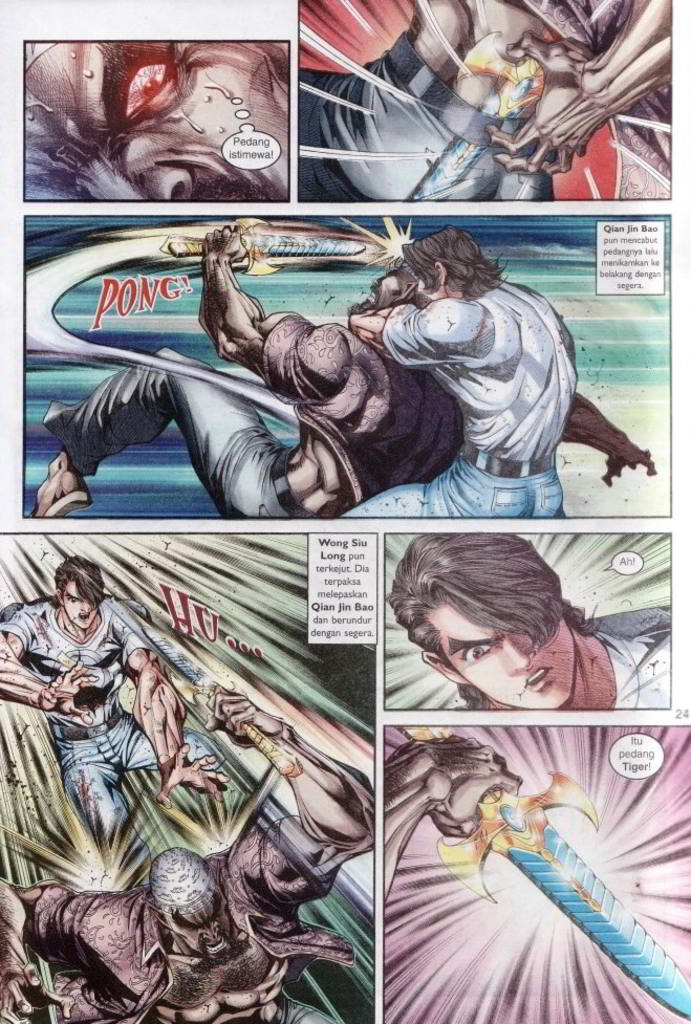 Pedang
istimewa!
Qian Jin Bao
pun mencabut
pedangnya lalu
menikamkan ke
belakang dengan
segera.
PONG!
Wong Siu
Long pun
terkejut. Dia
terpaksa
melepaskan
Qian Jin Bao
dan berundur
dengan segera.
HU...
Ah!
24
Itu
pedang
Tiger!